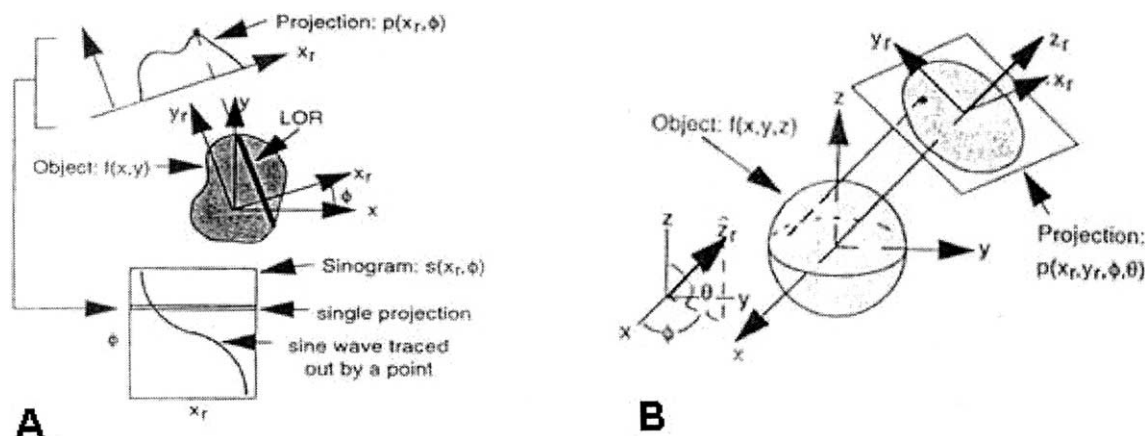 Projection: p(xᵣ,ϕ)
xᵣ
yᵣ
y
LOR
Object: f(x,y)
xᵣ
ϕ
x
Sinogram: s(xᵣ,ϕ)
single projection
ϕ
sine wave traced
out by a point
xᵣ
A
yᵣ
zᵣ
xᵣ
z
Object: f(x,y,z)
y
Projection:
p(xᵣ,yᵣ,ϕ,θ)
z
ẑᵣ
θ
y
x
ϕ
x
B